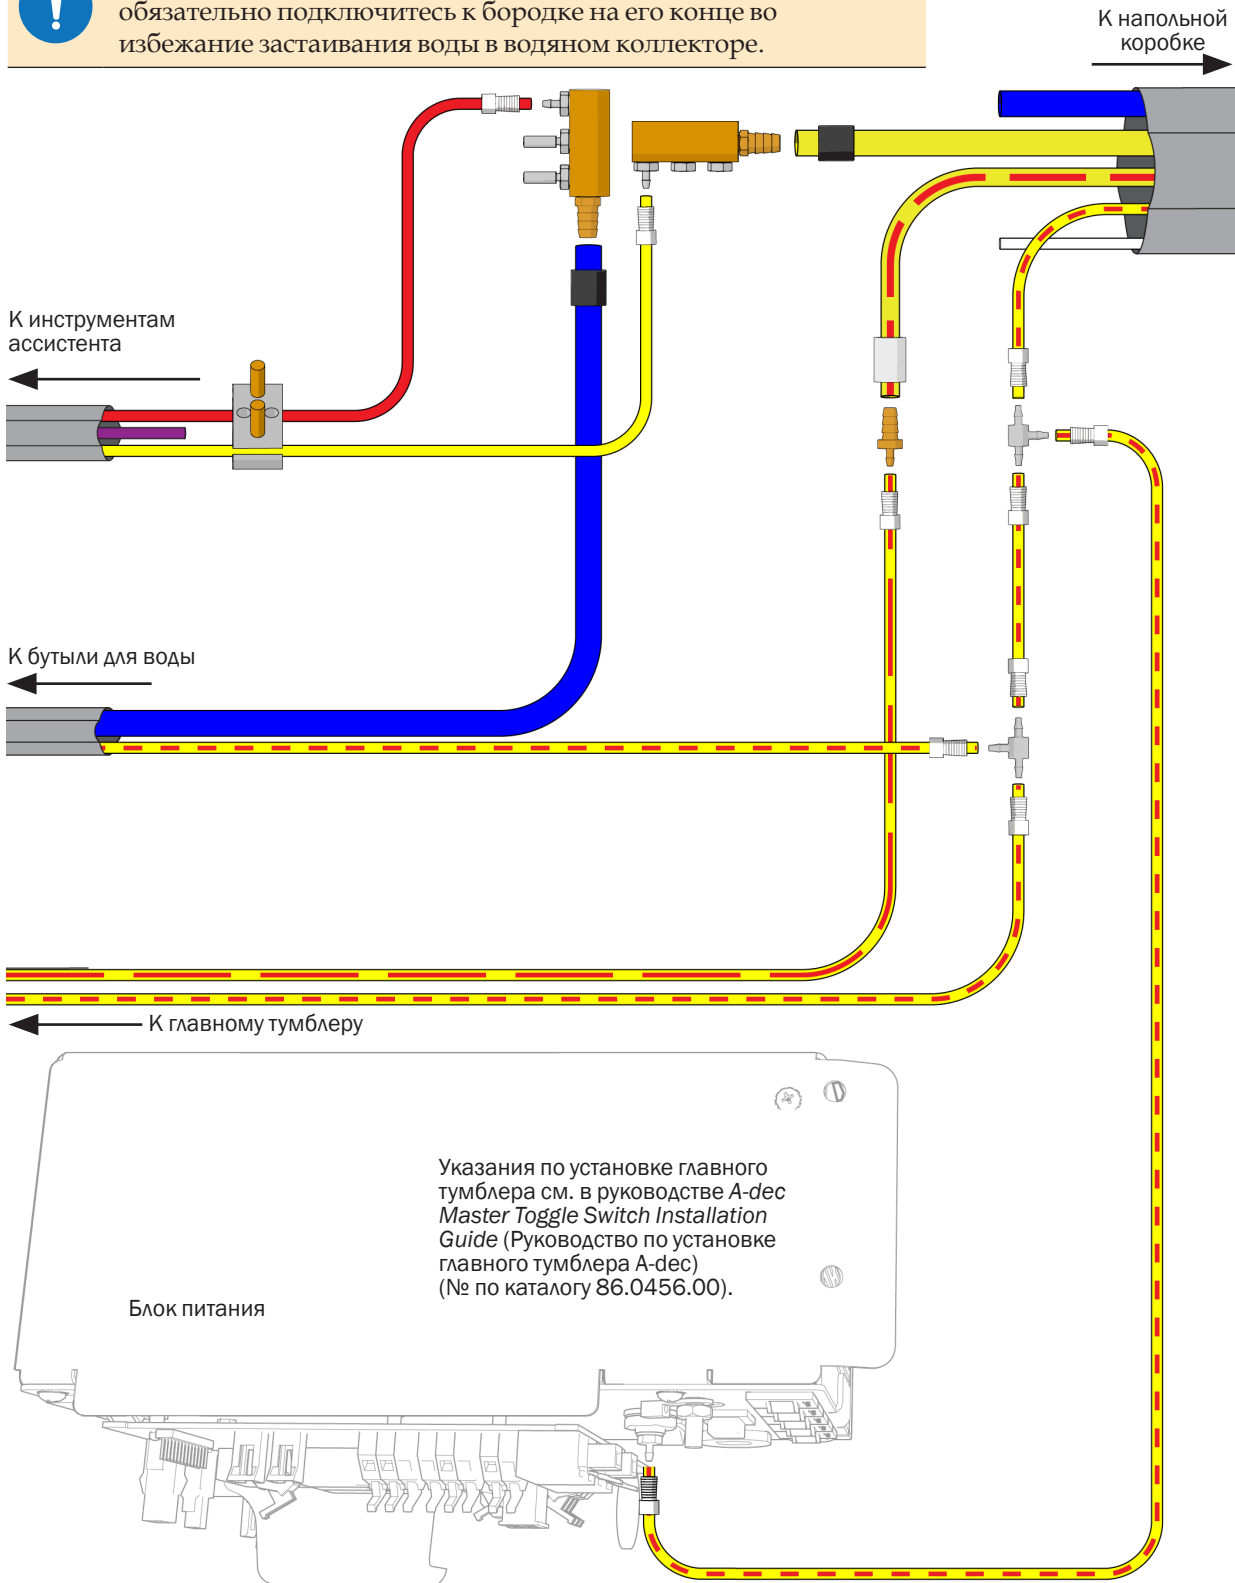 !
обязательно подключитесь к бородке на его конце во
избежание застаивания воды в водяном коллекторе.
К напольной
коробке
К инструментам
ассистента
К бутыли для воды
К главному тумблеру
Указания по установке главного
тумблера см. в руководстве A-dec
Master Toggle Switch Installation
Guide (Руководство по установке
главного тумблера A-dec)
(№ по каталогу 86.0456.00).
Блок питания